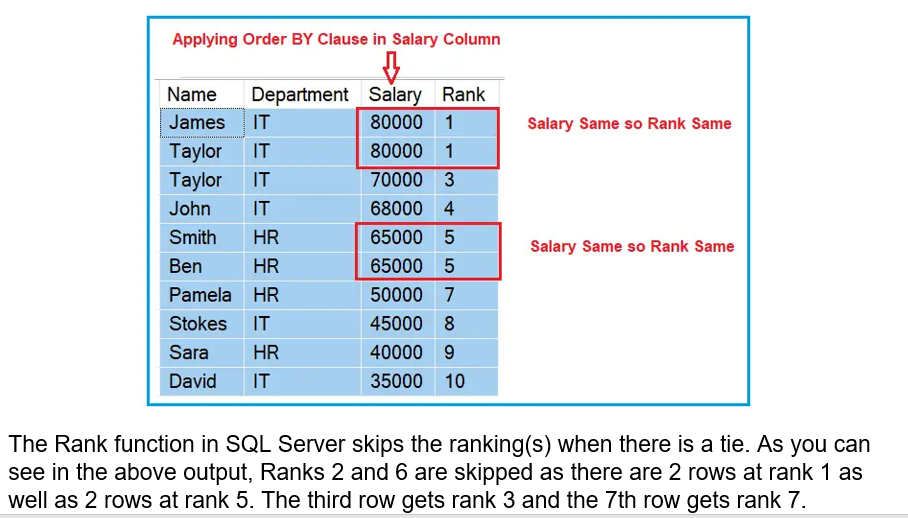 Applying Order BY Clause in Salary Column
Name Department Salary Rank
James IT 80000 1
Salary Same so Rank Same
Taylor IT 80000 1
Taylor IT 70000 3
John IT 68000 4
Smith HR 65000 5
Salary Same so Rank Same
Ben HR 65000 5
Pamela HR 50000 7
Stokes IT 45000 8
Sara HR 40000 9
David IT 35000 10
The Rank function in SQL Server skips the ranking(s) when there is a tie. As you can
see in the above output, Ranks 2 and 6 are skipped as there are 2 rows at rank 1 as
well as 2 rows at rank 5. The third row gets rank 3 and the 7th row gets rank 7.